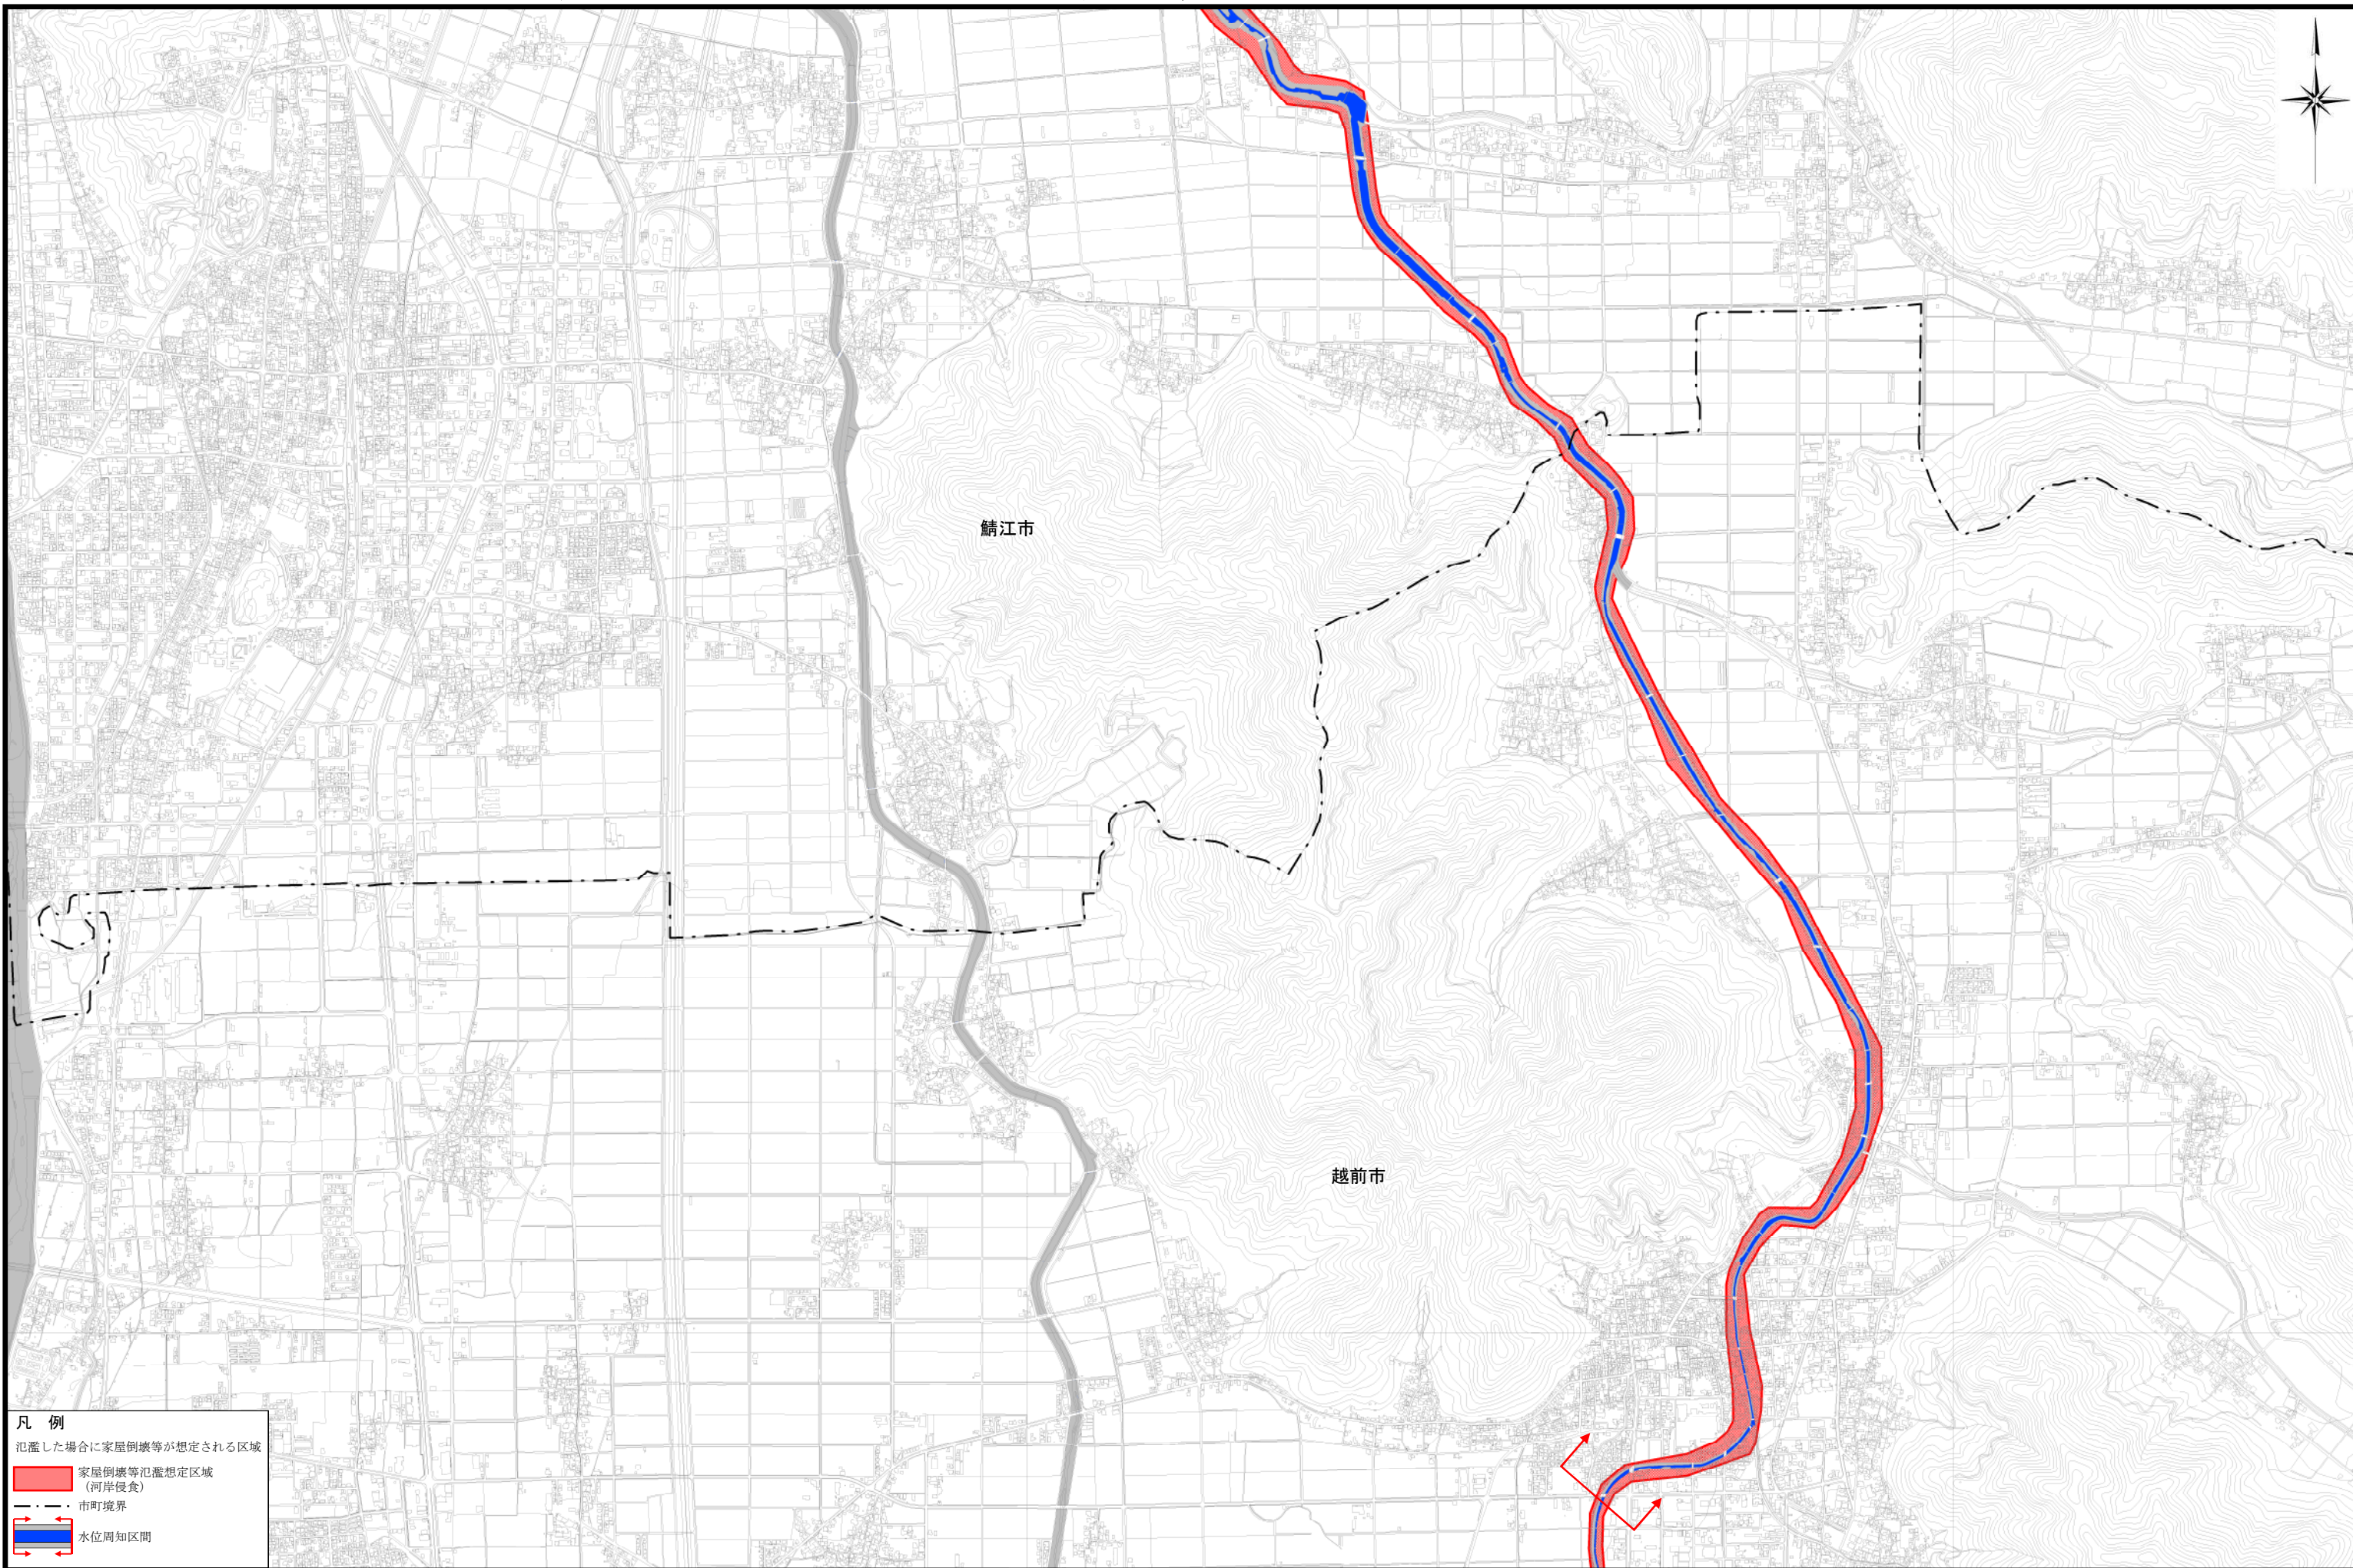 鯖江市
越前市
凡 例
氾濫した場合に家屋倒壊等が想定される区域
家屋倒壊等氾濫想定区域
（河岸侵食）
市町境界
水位周知区間